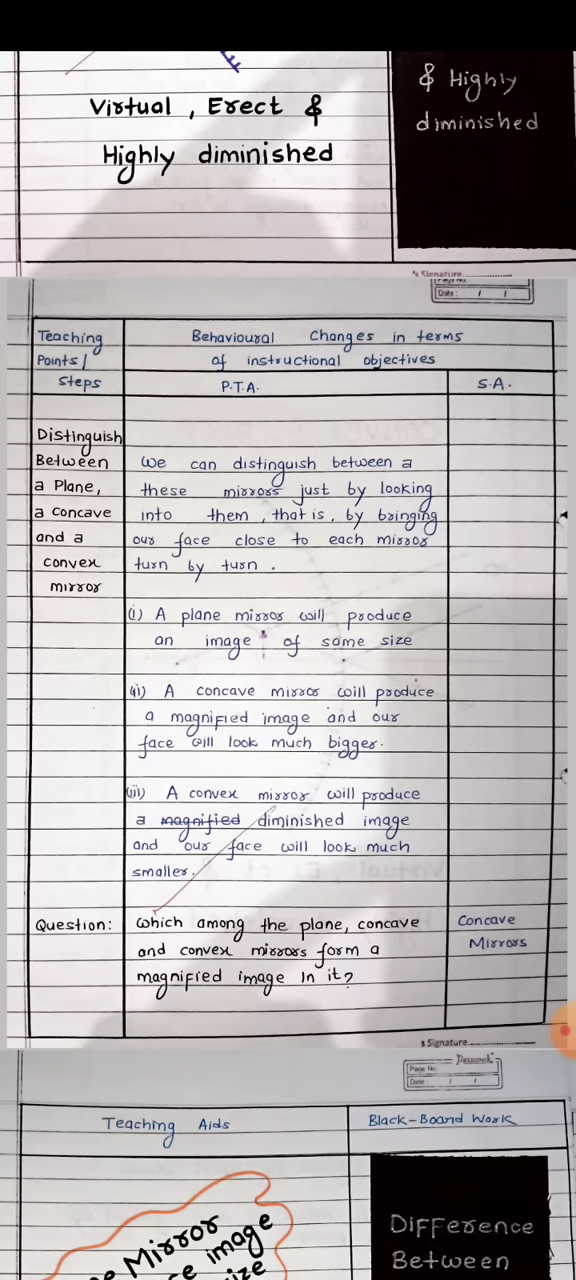 Virtual, Erect &
Highly diminished
& Highly
diminished
's Signature
Page No.
Date: / /
Teaching
Points/
Steps
Behavioural Changes in terms
of instructional objectives
P.T.A.
S.A.
Distinguish
Between
a Plane,
a concave
and a
convex
mirror
We can distinguish between a
these mirrors just by looking
into them, that is, by bringing
our face close to each mirror
turn by turn.
(i) A plane mirror will produce
an image of same size
(ii) A concave mirror will produce
a magnified image and our
face will look much bigger.
(iii) A convex mirror will produce
a magnified diminished image
and our face will look much
smaller.
Question:
Which among the plane, concave
and convex mirrors form a
magnified image in it?
Concave
Mirrors
s Signature
Peacock
Page No.
Date / /
Teaching Aids
Black-Board Work
Mirror
image
Difference
Between